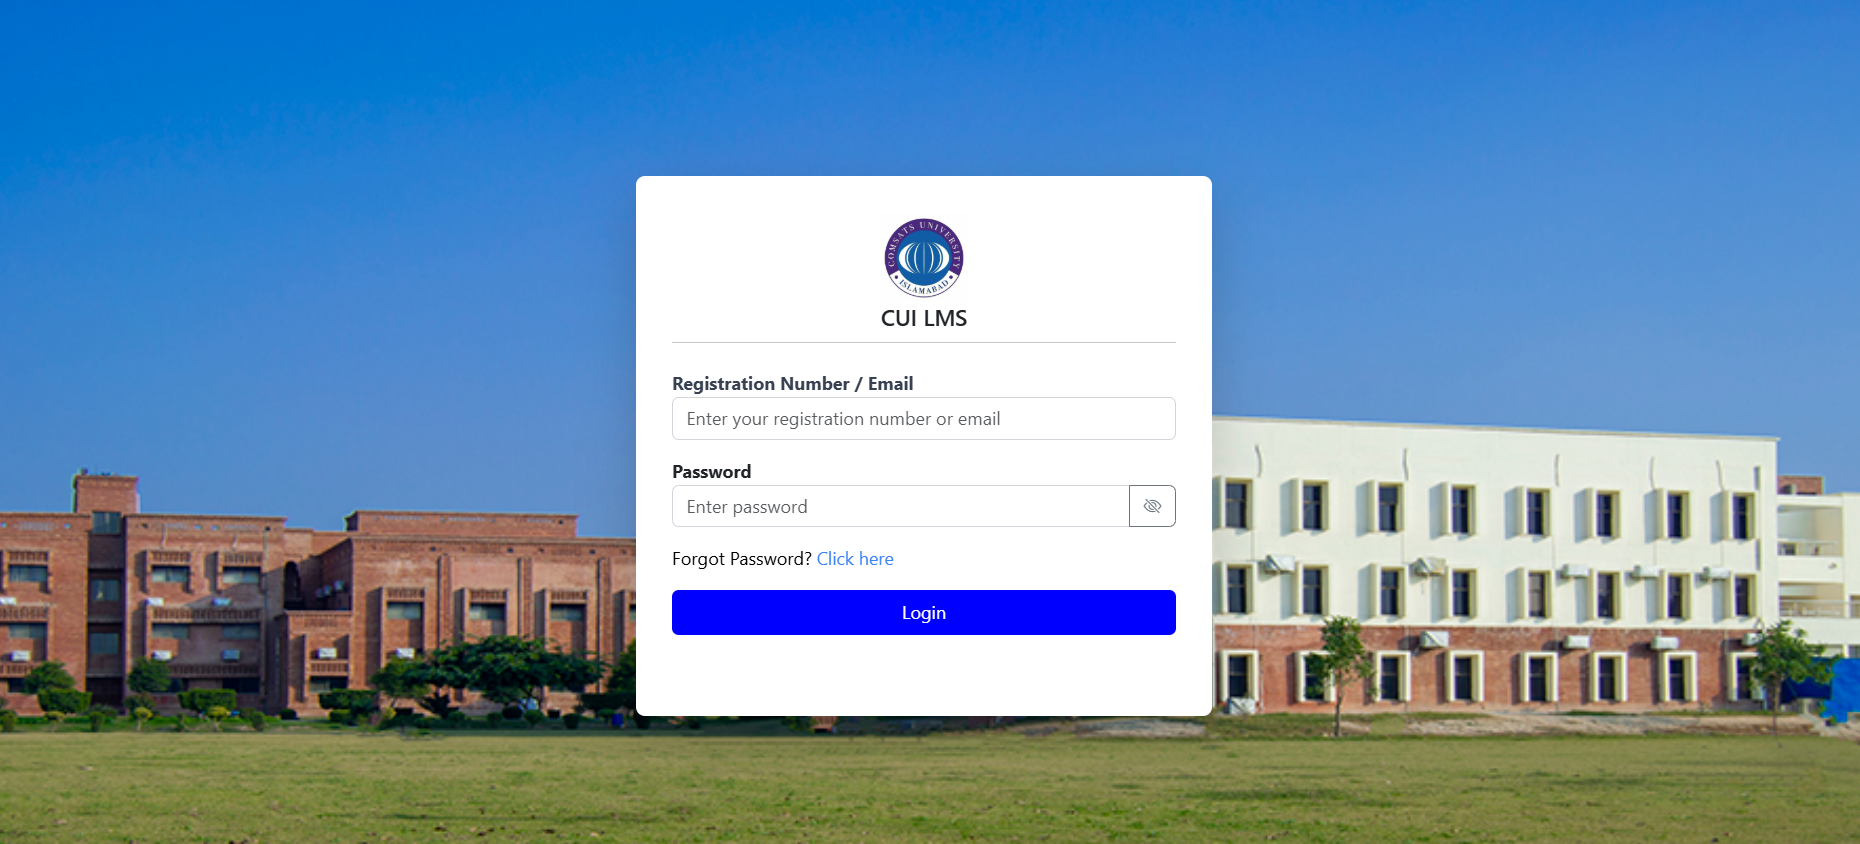 COMSATS UNIVERSITY
ISLAMABAD
CUI LMS
Registration Number / Email
Enter your registration number or email
Password
Enter password
Forgot Password? Click here
Login